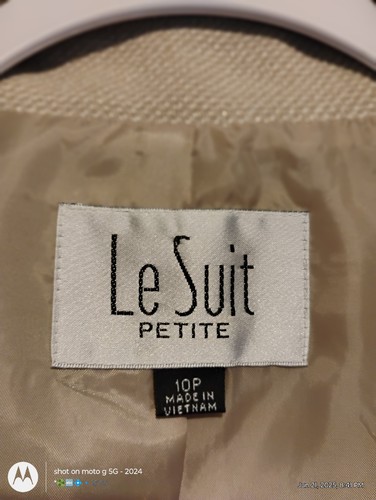 Le Suit
PETITE
10P
MADE IN
VIETNAM
shot on moto g 5G - 2024